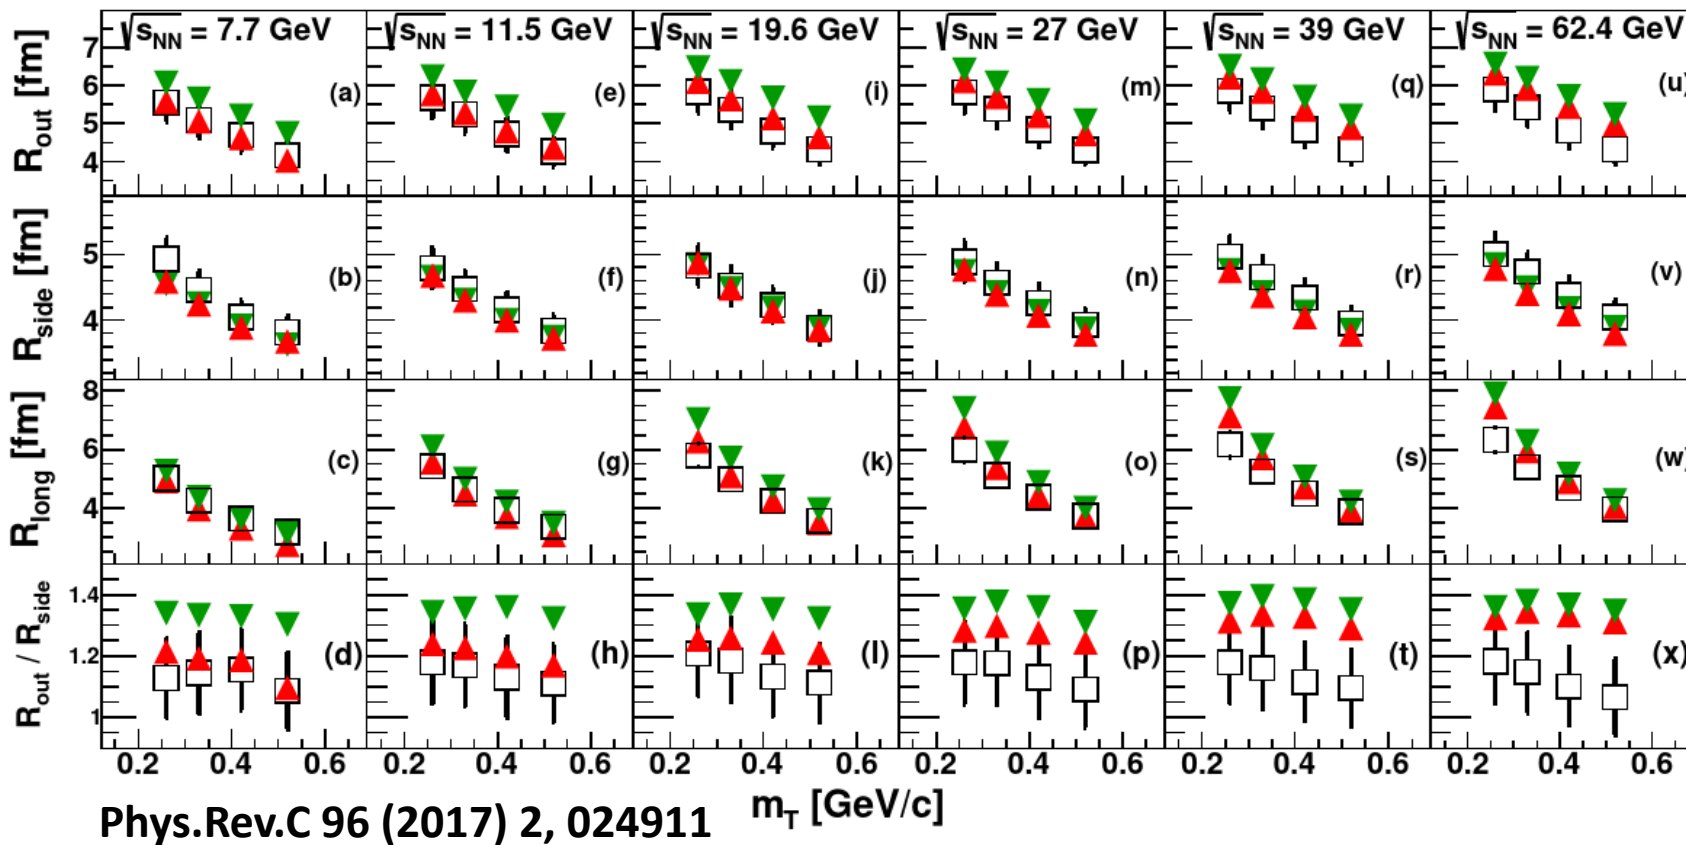 √sNN = 7.7 GeV √sNN = 11.5 GeV √sNN = 19.6 GeV √sNN = 27 GeV √sNN = 39 GeV √sNN = 62.4 GeV
Rout [fm]
7
6
5
4
(a) (e) (i) (m) (q) (u)
Rside [fm]
5
4
(b) (f) (j) (n) (r) (v)
Rlong [fm]
8
6
4
(c) (g) (k) (o) (s) (w)
Rout / Rside
1.4
1.2
1
(d) (h) (l) (p) (t) (x)
0.2 0.4 0.6 0.2 0.4 0.6 0.2 0.4 0.6 0.2 0.4 0.6 0.2 0.4 0.6 0.2 0.4 0.6
mT [GeV/c]
Phys.Rev.C 96 (2017) 2, 024911